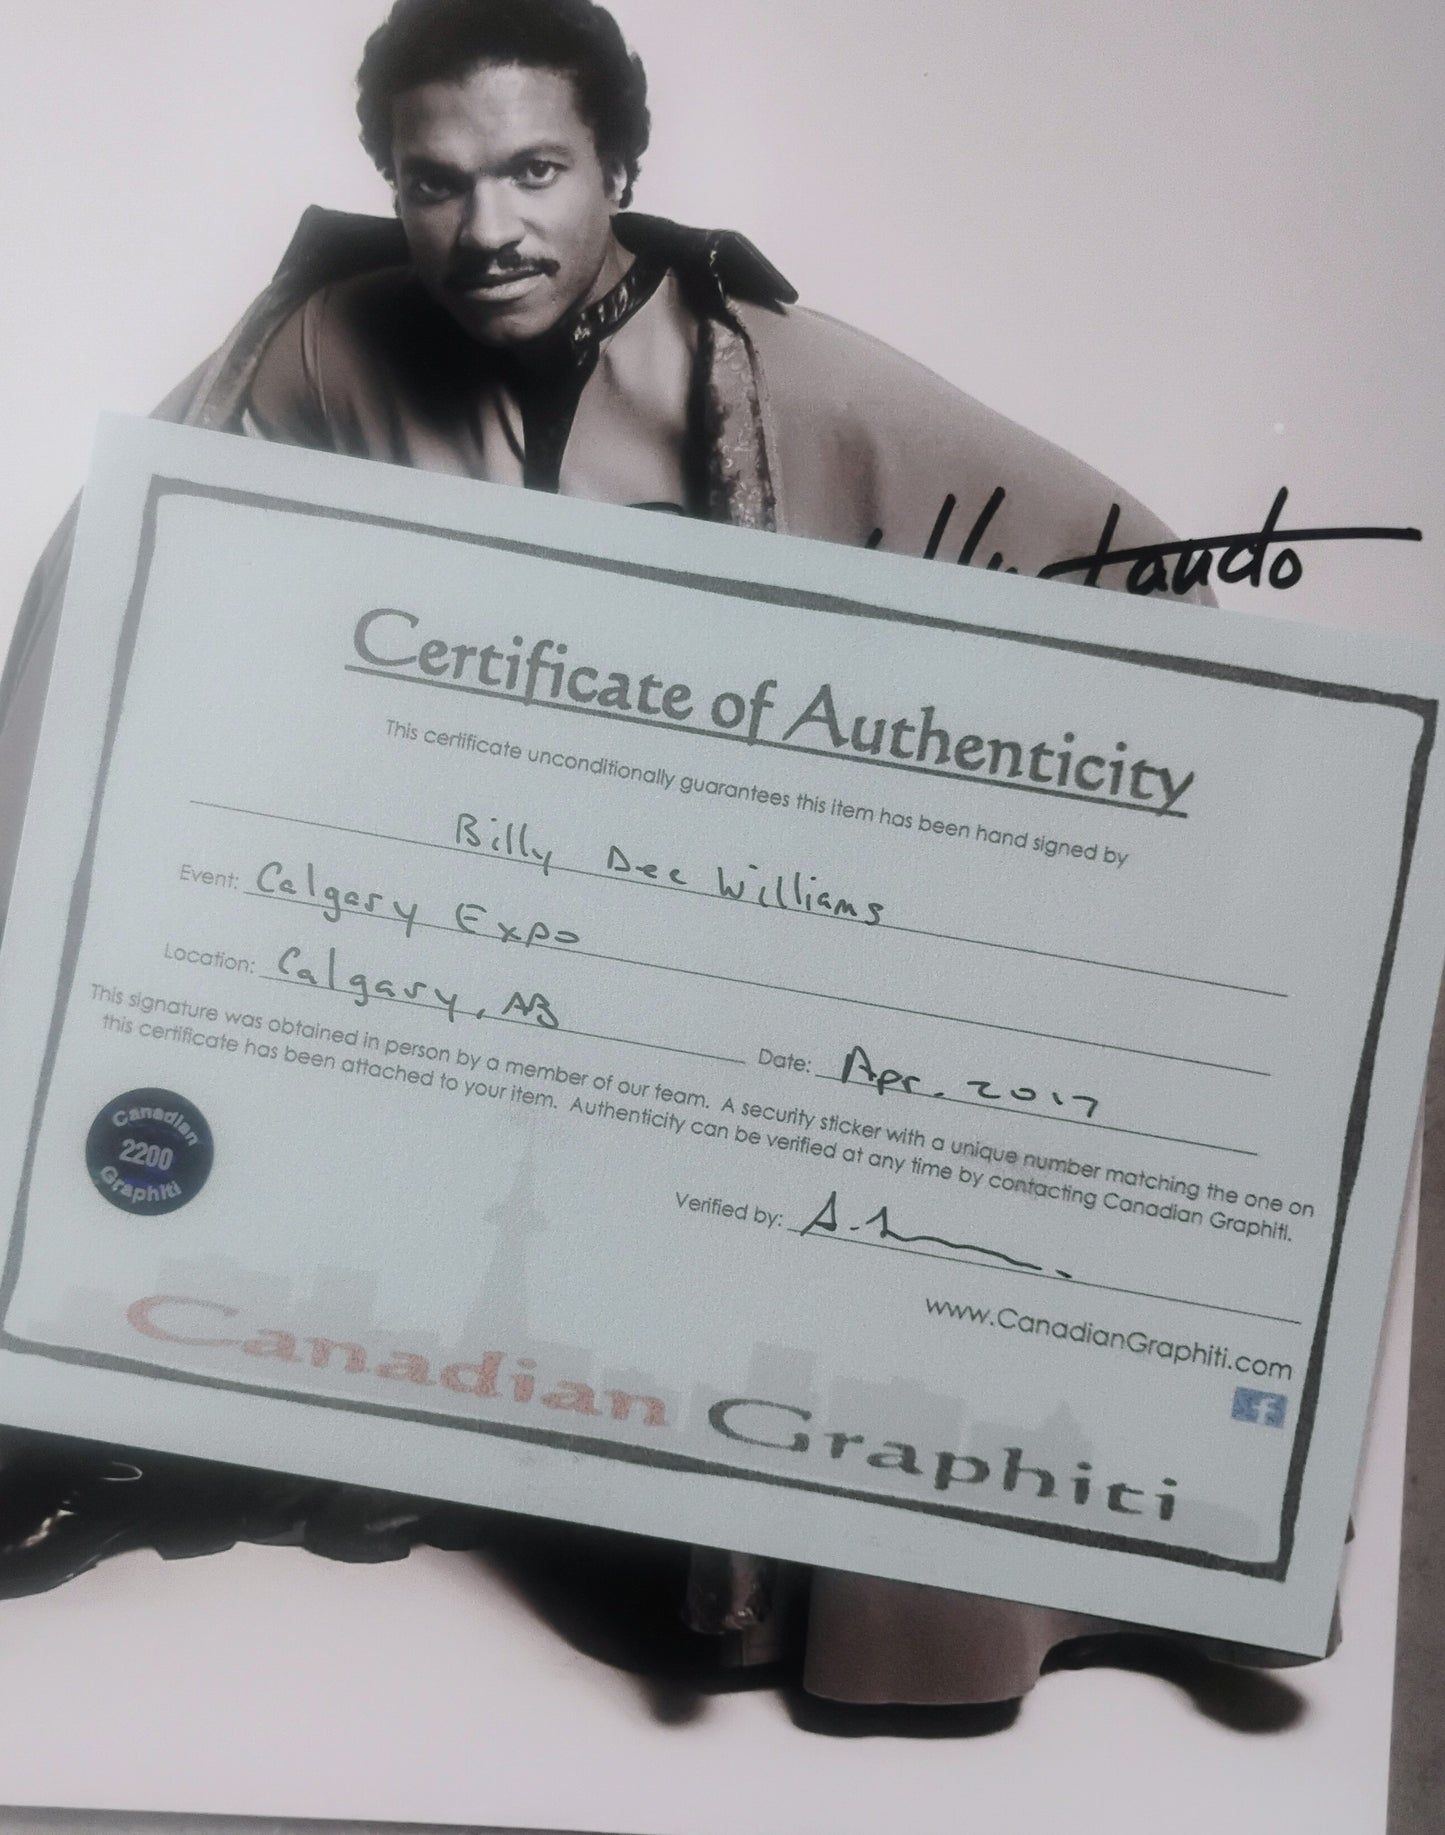 lando
Certificate of Authenticity
This certificate unconditionally guarantees this item has been hand signed by
Billy Dee Williams
Event: Calgary Expo
Location: Calgary, AB
Date: Apr. 2017
This signature was obtained in person by a member of our team. A security sticker with a unique number matching the one on
this certificate has been attached to your item. Authenticity can be verified at any time by contacting Canadian Graphiti.
Canadian
2200
Graphiti
Verified by:
www.CanadianGraphiti.com
f
Canadian Graphiti